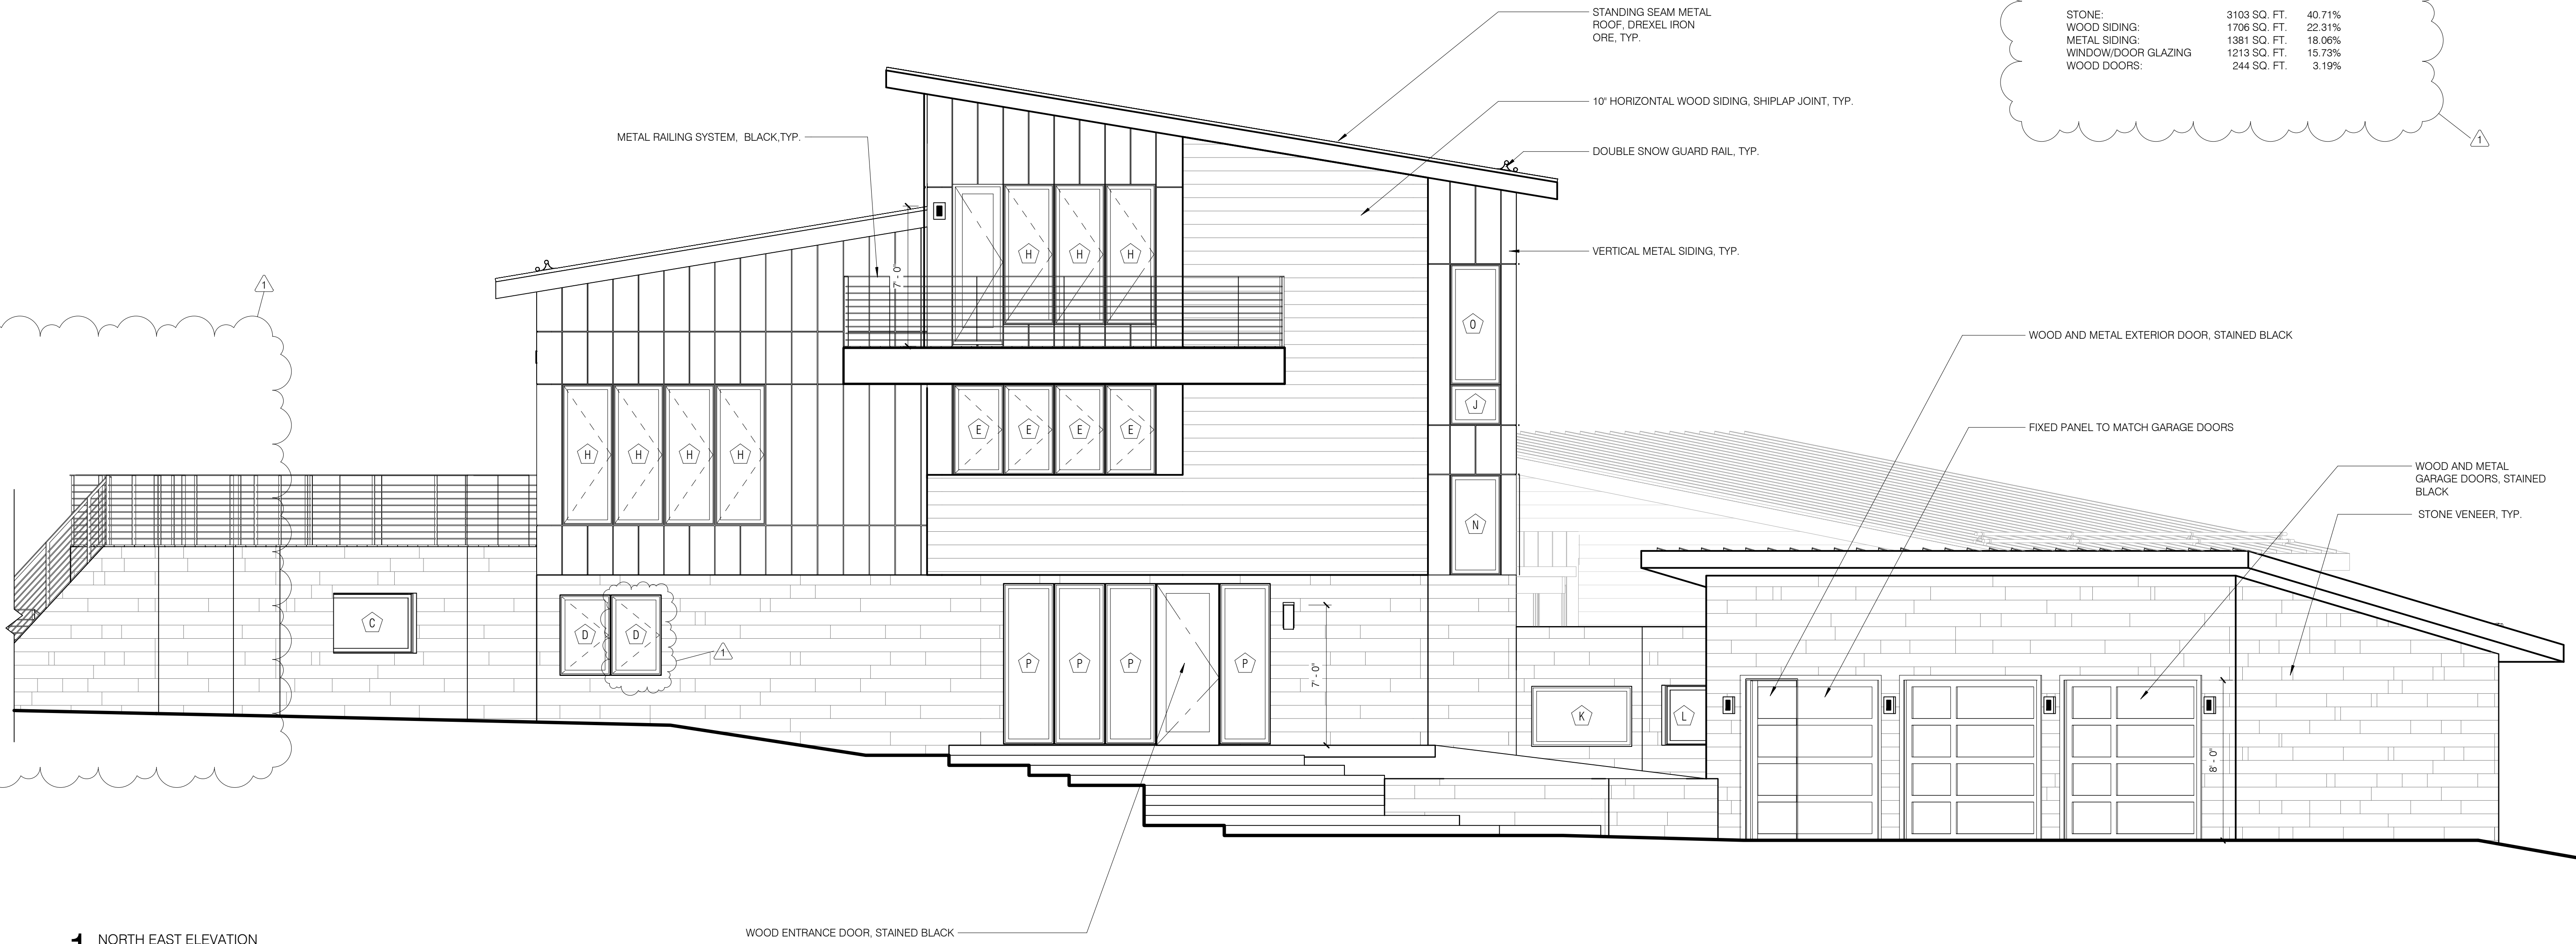 STONE: 3103 SQ. FT. 40.71%
WOOD SIDING: 1706 SQ. FT. 22.31%
METAL SIDING: 1381 SQ. FT. 18.06%
WINDOW/DOOR GLAZING 1213 SQ. FT. 15.73%
WOOD DOORS: 244 SQ. FT. 3.19%
1
STANDING SEAM METAL
ROOF, DREXEL IRON
ORE, TYP.
10" HORIZONTAL WOOD SIDING, SHIPLAP JOINT, TYP.
METAL RAILING SYSTEM, BLACK,TYP.
DOUBLE SNOW GUARD RAIL, TYP.
VERTICAL METAL SIDING, TYP.
7' - 0"
H H H
1
O
WOOD AND METAL EXTERIOR DOOR, STAINED BLACK
J
FIXED PANEL TO MATCH GARAGE DOORS
E E E E
H H H H
WOOD AND METAL
GARAGE DOORS, STAINED
BLACK
STONE VENEER, TYP.
N
C
D D
1
P P P P
7' - 0"
K L
8' - 0"
WOOD ENTRANCE DOOR, STAINED BLACK
1 NORTH EAST ELEVATION